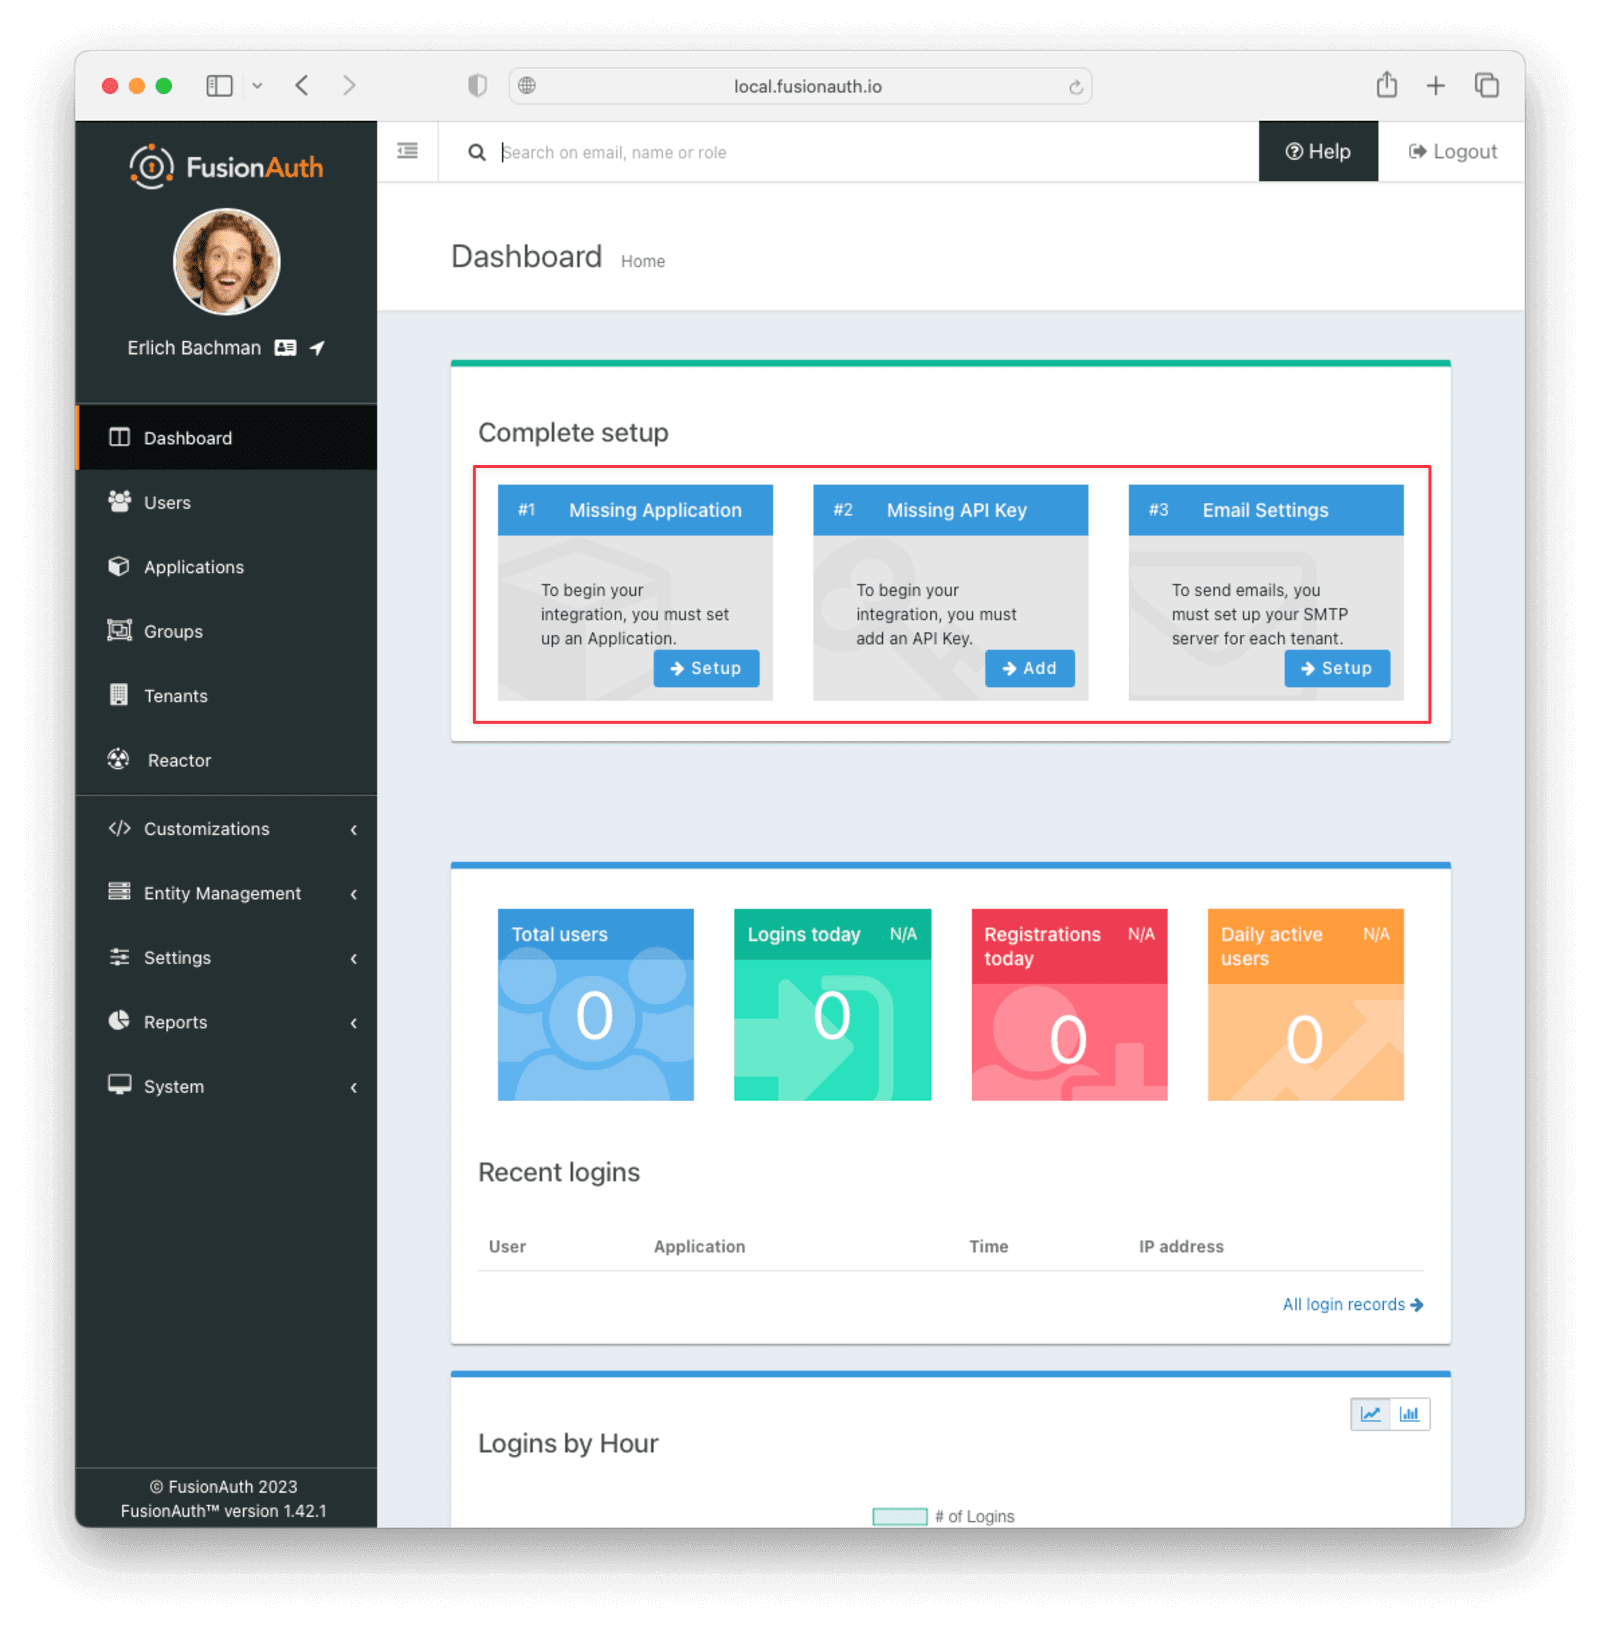 local.fusionauth.io
FusionAuth
Search on email, name or role
Help
Logout
Erlich Bachman
Dashboard
Users
Applications
Groups
Tenants
Reactor
Customizations
Entity Management
Settings
Reports
System
© FusionAuth 2023
FusionAuth™ version 1.42.1
Dashboard Home
Complete setup
#1 Missing Application
To begin your
integration, you must set
up an Application.
Setup
#2 Missing API Key
To begin your
integration, you must
add an API Key.
Add
#3 Email Settings
To send emails, you
must set up your SMTP
server for each tenant.
Setup
Total users
0
Logins today N/A
0
Registrations N/A
today
0
Daily active N/A
users
0
Recent logins
User Application Time IP address
All login records
Logins by Hour
# of Logins